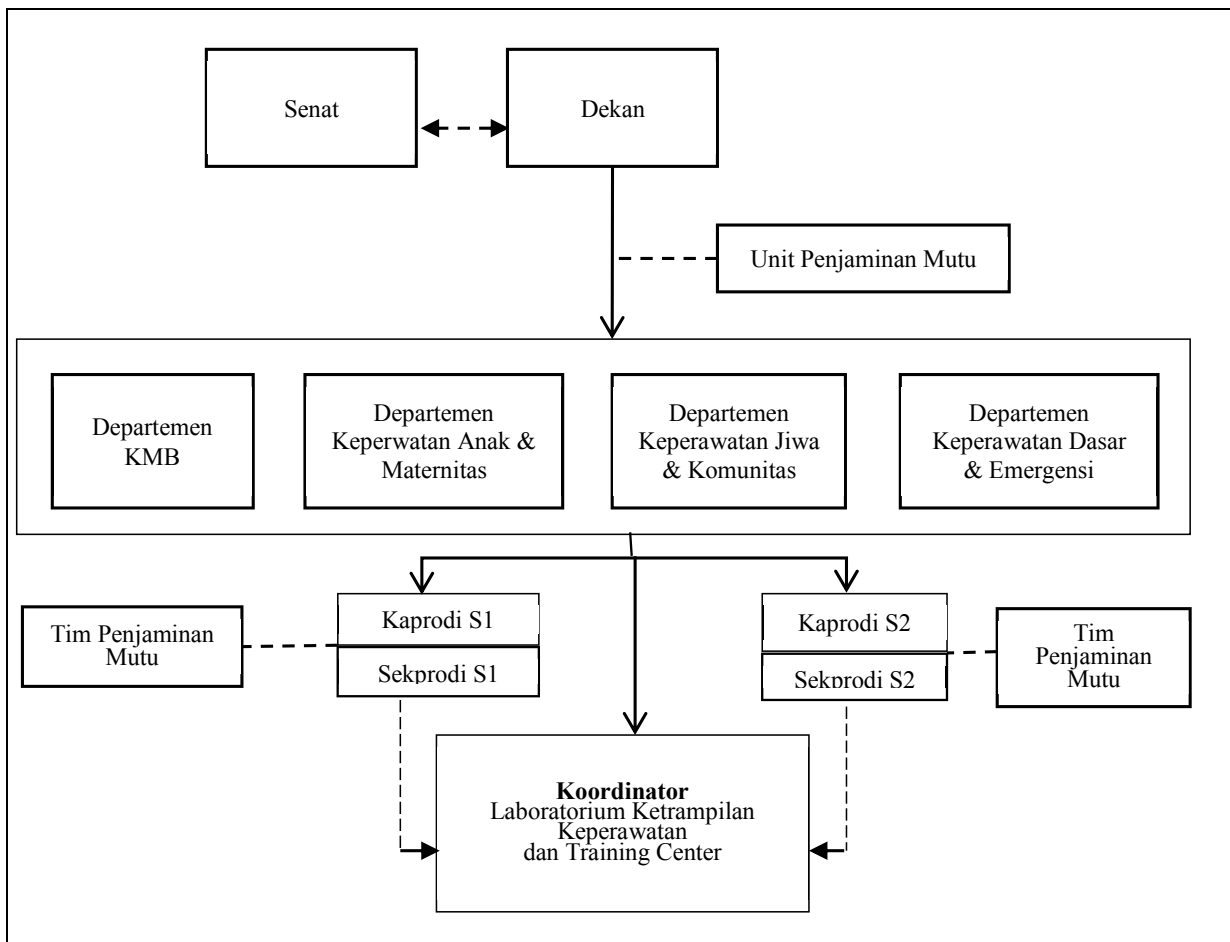 Senat
Dekan
Unit Penjaminan Mutu
Departemen
KMB
Departemen
Keperwatan Anak &
Maternitas
Departemen
Keperawatan Jiwa
& Komunitas
Departemen
Keperawatan Dasar
& Emergensi
Tim Penjaminan
Mutu
Kaprodi S1
Sekprodi S1
Kaprodi S2
Sekprodi S2
Tim
Penjaminan
Mutu
Koordinator
Laboratorium Ketrampilan
Keperawatan
dan Training Center